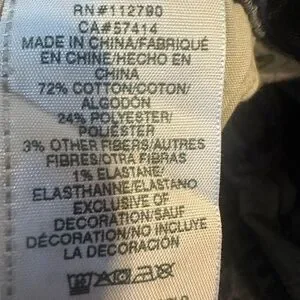 RN#112790
CA#57414
MADE IN CHINA/FABRIQUÉ
EN CHINE/HECHO EN
CHINA
72% COTTON/COTON/
ALGODÓN
24% POLYESTER/
POLIÉSTER
3% OTHER FIBERS/AUTRES
FIBRES/OTRA FIBRAS
1% ELASTANE/
ELASTHANNE/ELASTANO
EXCLUSIVE OF
DECORATION/SAUF
DÉCORATION/NO INCLUYE
LA DECORACIÓN